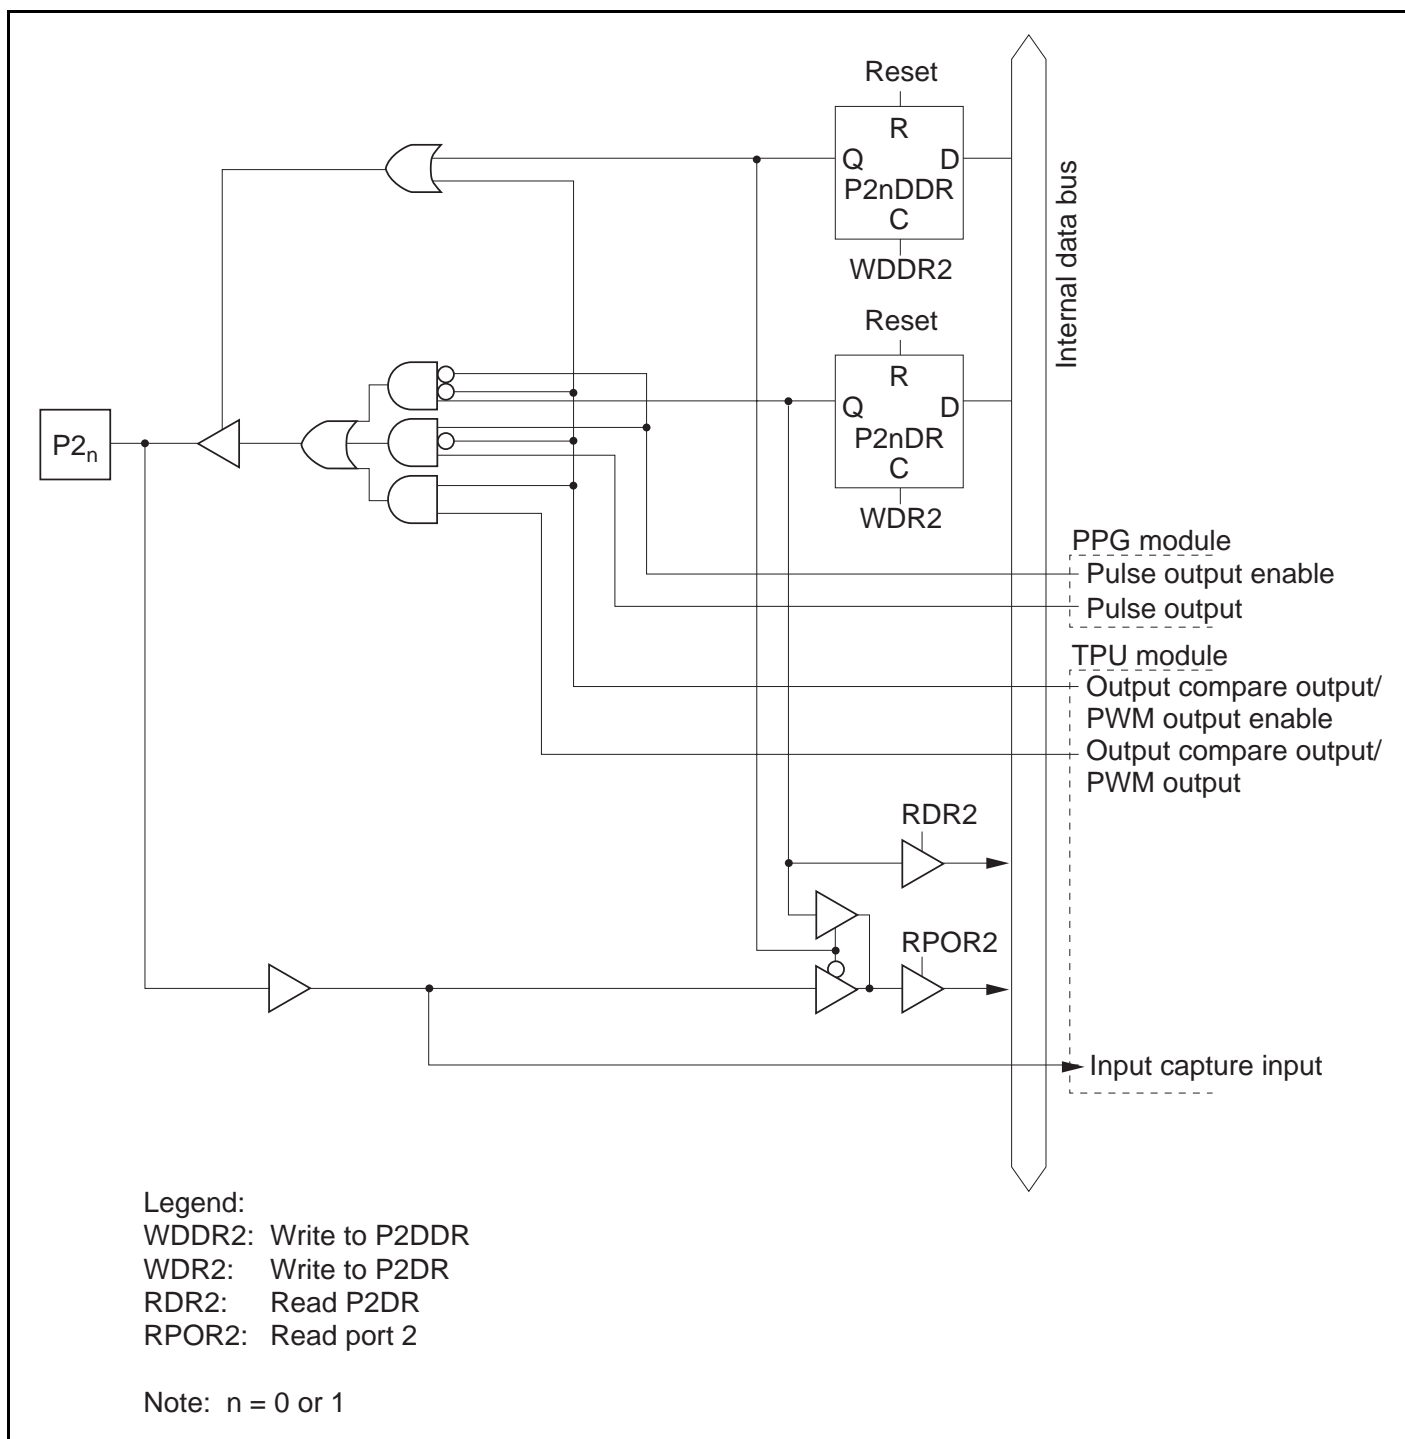 Reset
R
Q D
P2nDDR
C
WDDR2
Internal data bus
Reset
R
Q D
P2nDR
C
WDR2
P2n
PPG module
Pulse output enable
Pulse output
TPU module
Output compare output/
PWM output enable
Output compare output/
PWM output
RDR2
RPOR2
Input capture input
Legend:
WDDR2: Write to P2DDR
WDR2: Write to P2DR
RDR2: Read P2DR
RPOR2: Read port 2
Note: n = 0 or 1